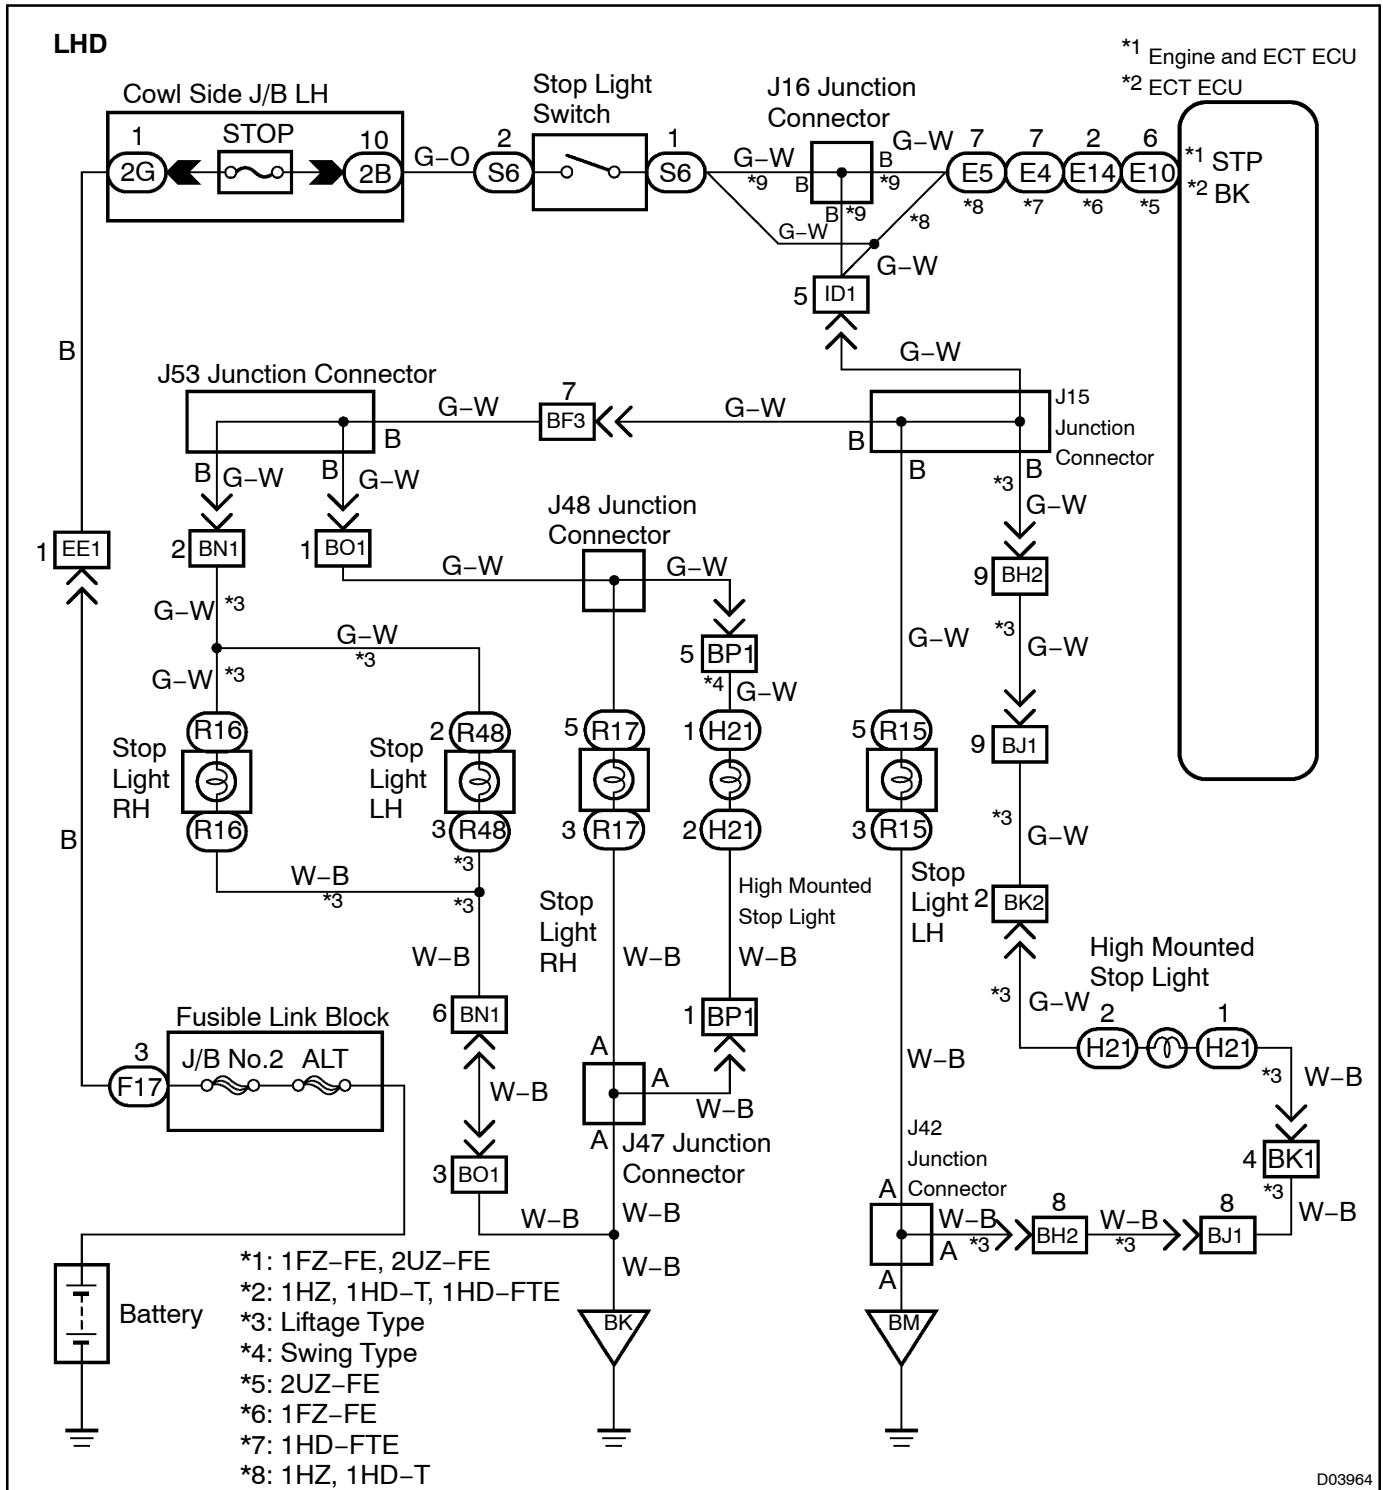 LHD
*1 Engine and ECT ECU
*2 ECT ECU
Cowl Side J/B LH
Stop Light
Switch
J16 Junction
Connector
1
STOP
10
2G
2B
G–O
2
S6
1
S6
G–W
*9
B
B
*9
G–W
B
*9
7
7
2
6
E5
E4
E14
E10
*8
*7
*6
*5
*1 STP
*2 BK
G–W
*8
G–W
5
ID1
G–W
B
J53 Junction Connector
G–W
7
BF3
G–W
J15
Junction
Connector
B
B
B
B
B
*3
B
G–W
G–W
G–W
J48 Junction
Connector
1
EE1
2
BN1
1
BO1
G–W
G–W
9
BH2
G–W
*3
G–W
*3
G–W
*3
G–W
*3
G–W
5
BP1
*4
G–W
R16
2
R48
5
R17
1
H21
5
R15
9
BJ1
Stop
Light
RH
Stop
Light
LH
*3
G–W
B
R16
3
R48
3
R17
2
H21
3
R15
*3
W–B
*3
*3
High Mounted
Stop Light
Stop
Light
RH
Stop
Light
LH
2
BK2
W–B
W–B
W–B
High Mounted
Stop Light
*3
G–W
2
H21
1
H21
Fusible Link Block
6
BN1
1
BP1
3
F17
J/B No.2
ALT
A
A
W–B
W–B
W–B
*3
W–B
A
J47 Junction
Connector
J42
Junction
Connector
3
BO1
4
BK1
*3
A
W–B
W–B
W–B
*3
A
8
BH2
W–B
*3
8
BJ1
W–B
W–B
A
Battery
BK
BM
*1: 1FZ–FE, 2UZ–FE
*2: 1HZ, 1HD–T, 1HD–FTE
*3: Liftage Type
*4: Swing Type
*5: 2UZ–FE
*6: 1FZ–FE
*7: 1HD–FTE
*8: 1HZ, 1HD–T
D03964